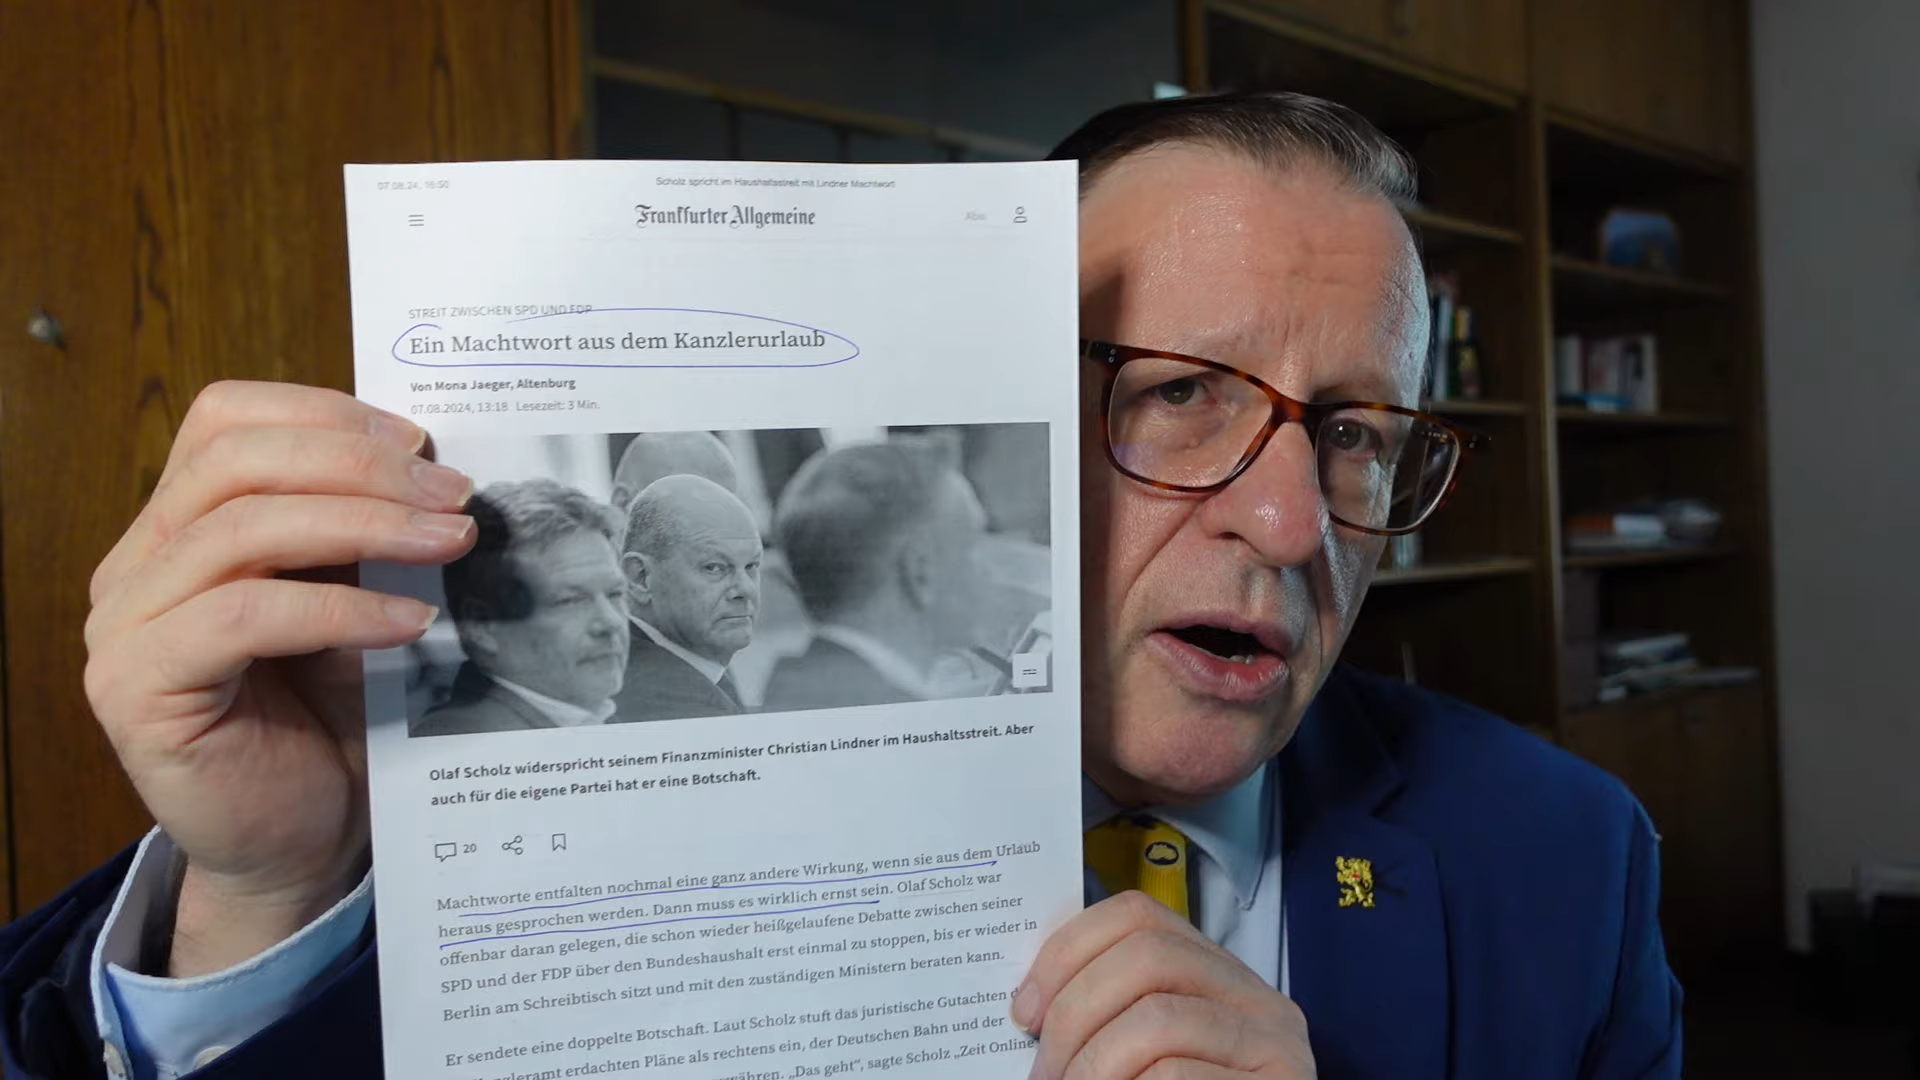 07.08.24, 16:50
Scholz spricht im Haushaltsstreit mit Lindner Machtwort
Frankfurter Allgemeine
Abo
STREIT ZWISCHEN SPD UND FDP
Ein Machtwort aus dem Kanzlerurlaub
Von Mona Jaeger, Altenburg
07.08.2024, 13:18 Lesezeit: 3 Min.
Olaf Scholz widerspricht seinem Finanzminister Christian Lindner im Haushaltsstreit. Aber
auch für die eigene Partei hat er eine Botschaft.
20
Machtworte entfalten nochmal eine ganz andere Wirkung, wenn sie aus dem Urlaub
heraus gesprochen werden. Dann muss es wirklich ernst sein. Olaf Scholz war
offenbar daran gelegen, die schon wieder heißgelaufene Debatte zwischen seiner
SPD und der FDP über den Bundeshaushalt erst einmal zu stoppen, bis er wieder in
Berlin am Schreibtisch sitzt und mit den zuständigen Ministern beraten kann.
Er sendete eine doppelte Botschaft. Laut Scholz stuft das juristische Gutachten
erdachten Pläne als rechtens ein, der Deutschen Bahn und der
„Das geht“, sagte Scholz „Zeit Online